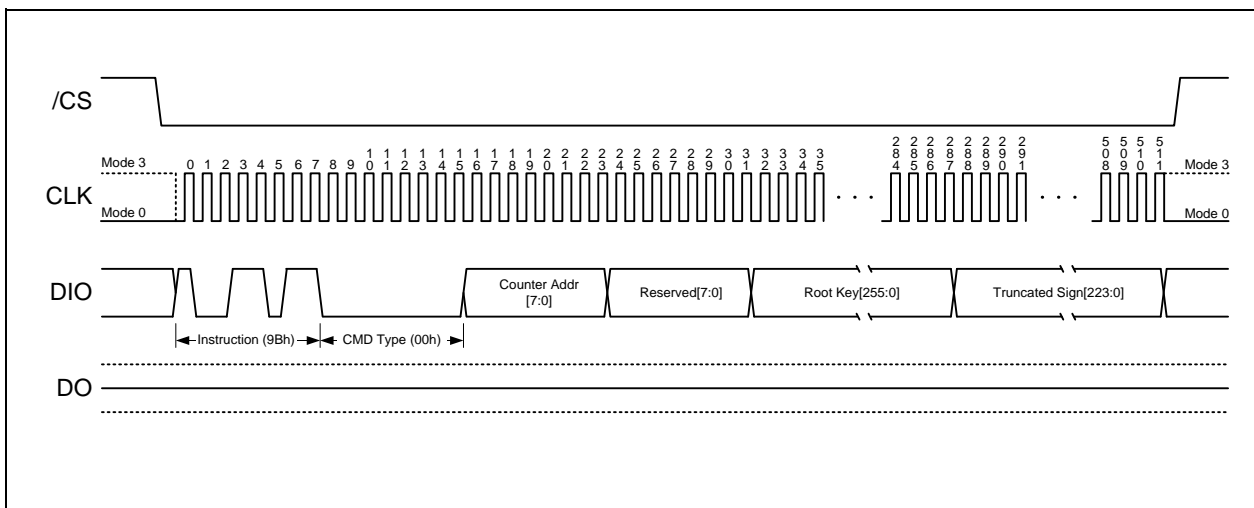 /CS
Mode 3
0 1 2 3 4 5 6 7 8 9 10 11 12 13 14 15 16 17 18 19 20 21 22 23 24 25 26 27 28 29 30 31 32 33 34 35 284 285 286 287 288 289 290 291 508 509 510 511
Mode 3
CLK
. . .
. . .
Mode 0
Mode 0
DIO
Counter Addr
[7:0]
Reserved[7:0]
Root Key[255:0]
Truncated Sign[223:0]
Instruction (9Bh)
CMD Type (00h)
DO